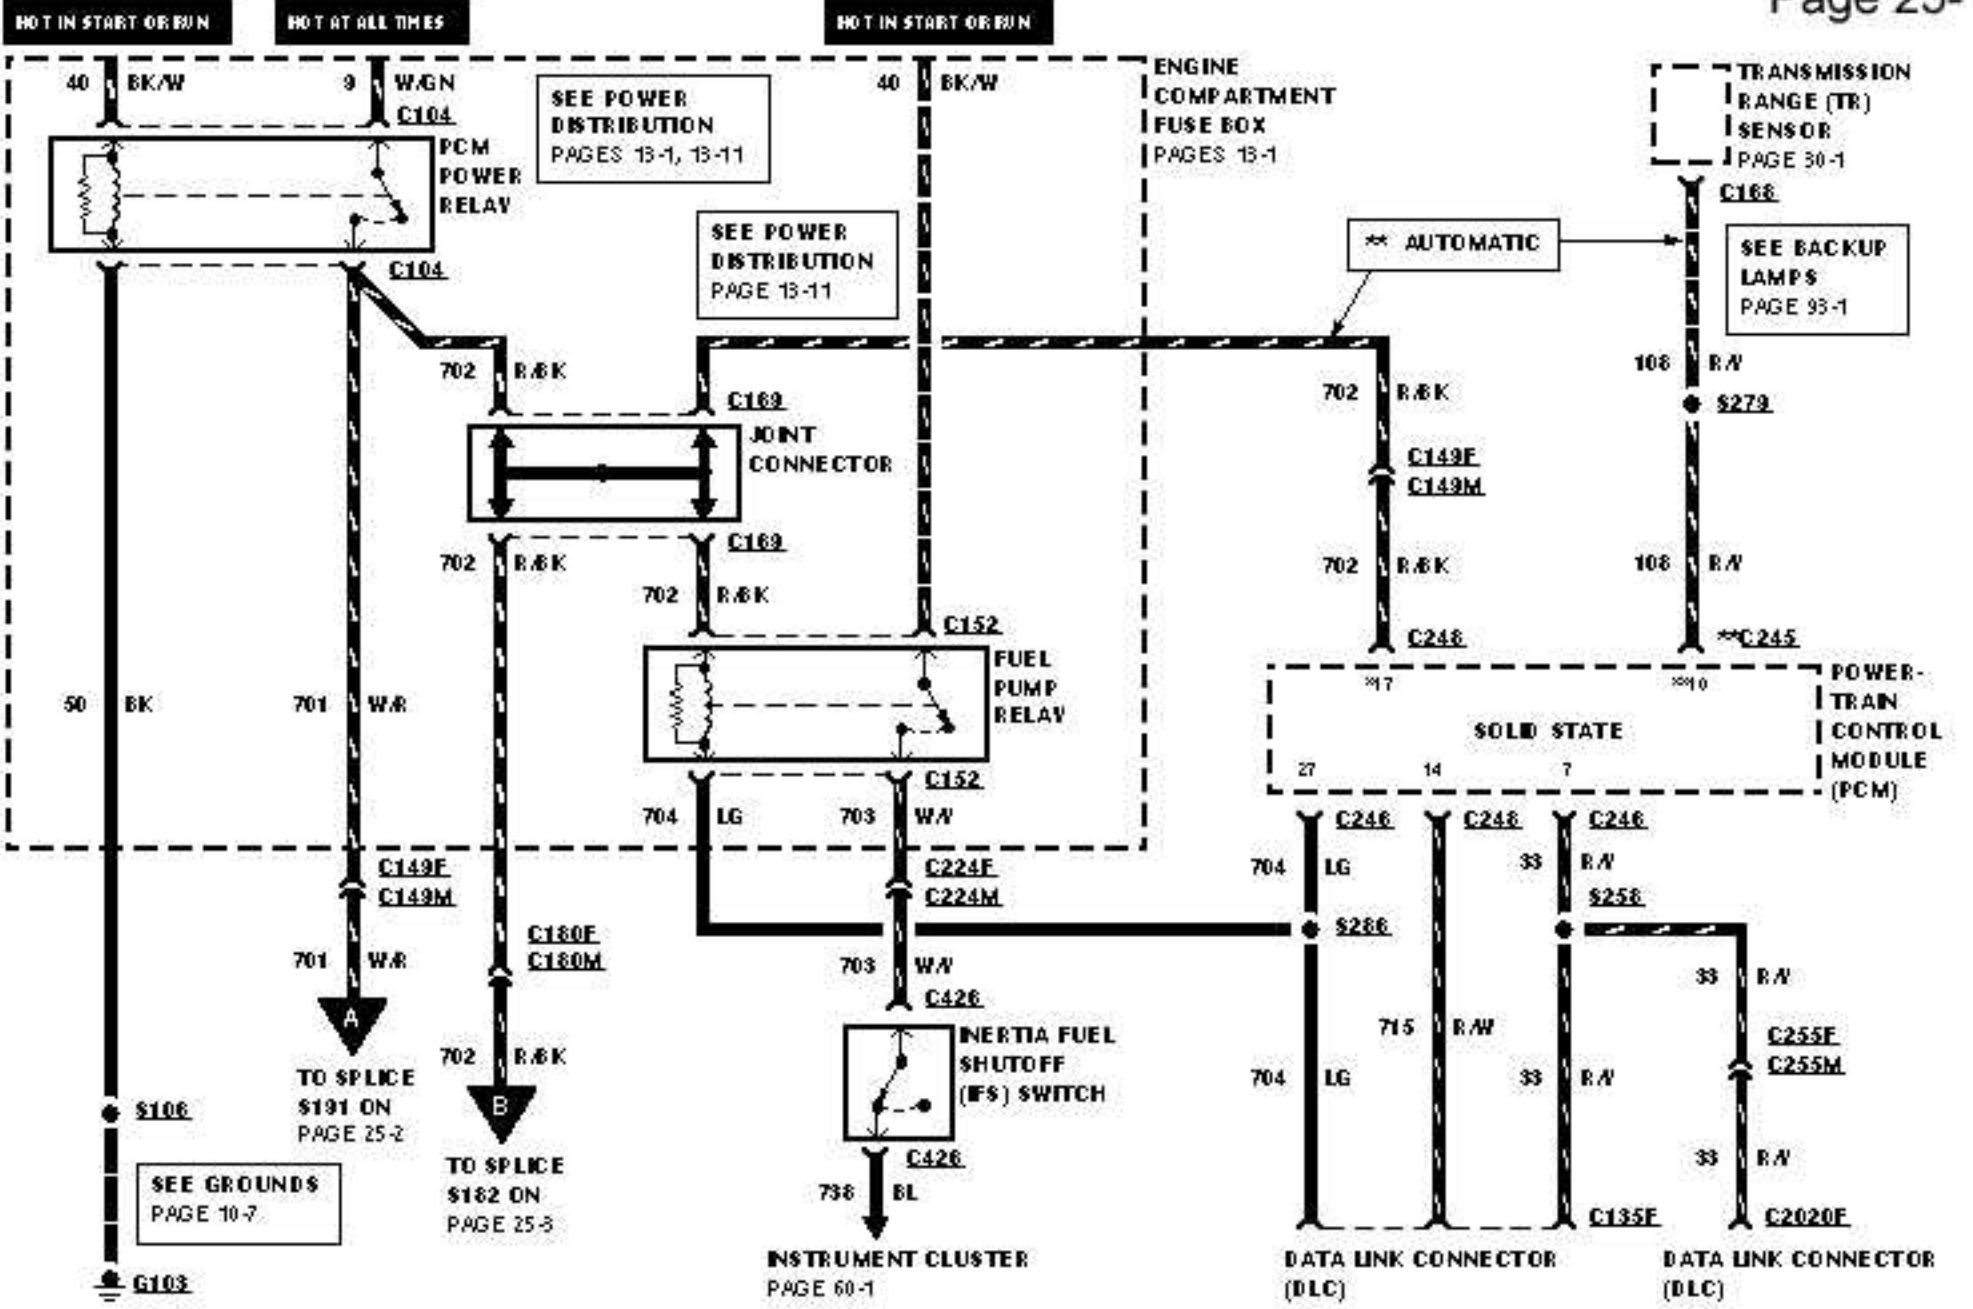 Page 25-
HOT IN START OR RUN
HOT AT ALL TIMES
HOT IN START OR RUN
40 BK/W
9 W/GN
C104
PCM
POWER
RELAY
C104
SEE POWER
DISTRIBUTION
PAGES 13-1, 13-11
40 BK/W
ENGINE
COMPARTMENT
FUSE BOX
PAGES 13-1
TRANSMISSION
RANGE (TR)
SENSOR
PAGE 30-1
C168
SEE POWER
DISTRIBUTION
PAGE 13-11
** AUTOMATIC
SEE BACKUP
LAMPS
PAGE 93-1
702 R/BK
C169
JOINT
CONNECTOR
C169
702 R/BK
702 R/BK
702 R/BK
C149F
C149M
702 R/BK
C248
108 R/Y
S279
108 R/Y
**C245
C152
FUEL
PUMP
RELAY
C152
*17
**10
SOLID STATE
27 14 7
POWER-
TRAIN
CONTROL
MODULE
(PCM)
50 BK
701 W/R
704 LG
703 W/Y
C246 C248 C246
704 LG
33 R/Y
C149F
C149M
C224F
C224M
S286
S258
C180F
C180M
701 W/R
703 W/Y
C426
33 R/Y
A
TO SPLICE
S191 ON
PAGE 25-2
702 R/BK
B
TO SPLICE
S182 ON
PAGE 25-3
INERTIA FUEL
SHUTOFF
(IFS) SWITCH
C426
738 BL
INSTRUMENT CLUSTER
PAGE 60-1
715 R/W
704 LG
33 R/Y
C255F
C255M
33 R/Y
S106
SEE GROUNDS
PAGE 10-7
G103
C135F
DATA LINK CONNECTOR
(DLC)
C2020F
DATA LINK CONNECTOR
(DLC)